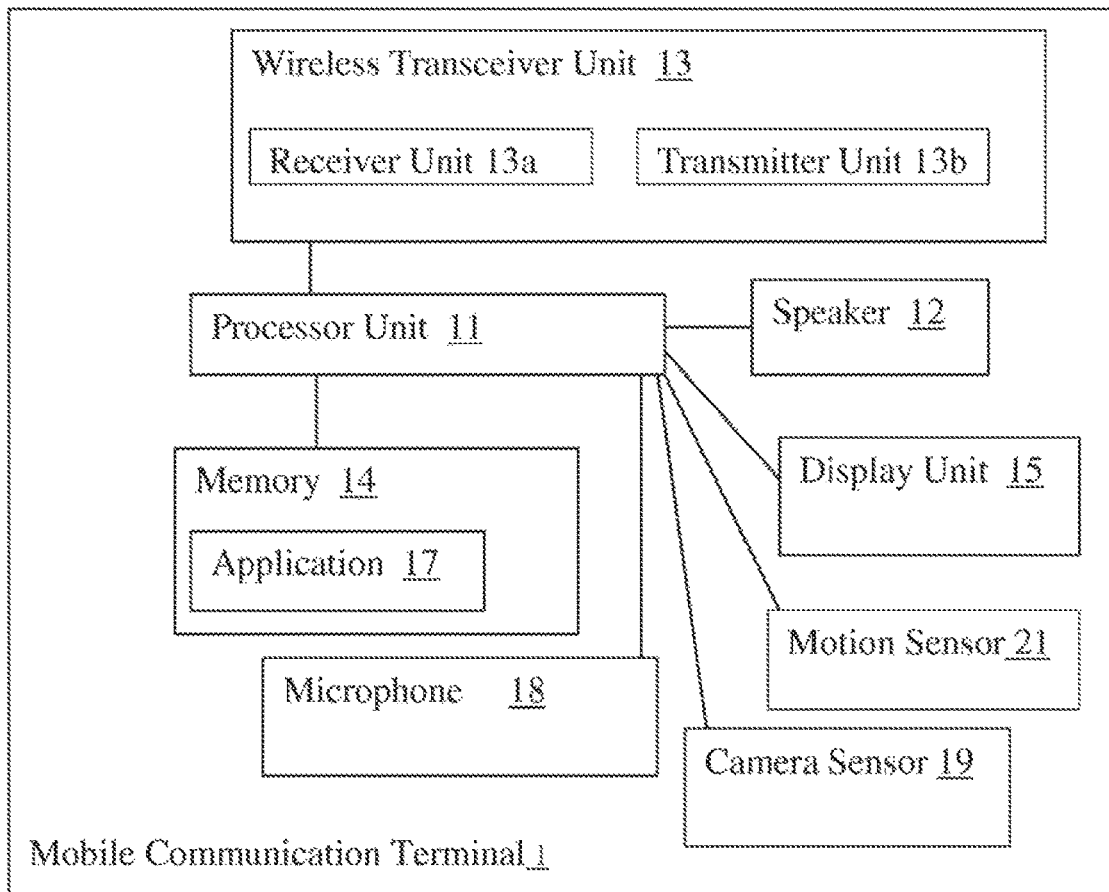 Wireless Transceiver Unit 13
Receiver Unit 13a
Transmitter Unit 13b
Processor Unit 11
Speaker 12
Memory 14
Application 17
Display Unit 15
Motion Sensor 21
Microphone 18
Camera Sensor 19
Mobile Communication Terminal 1